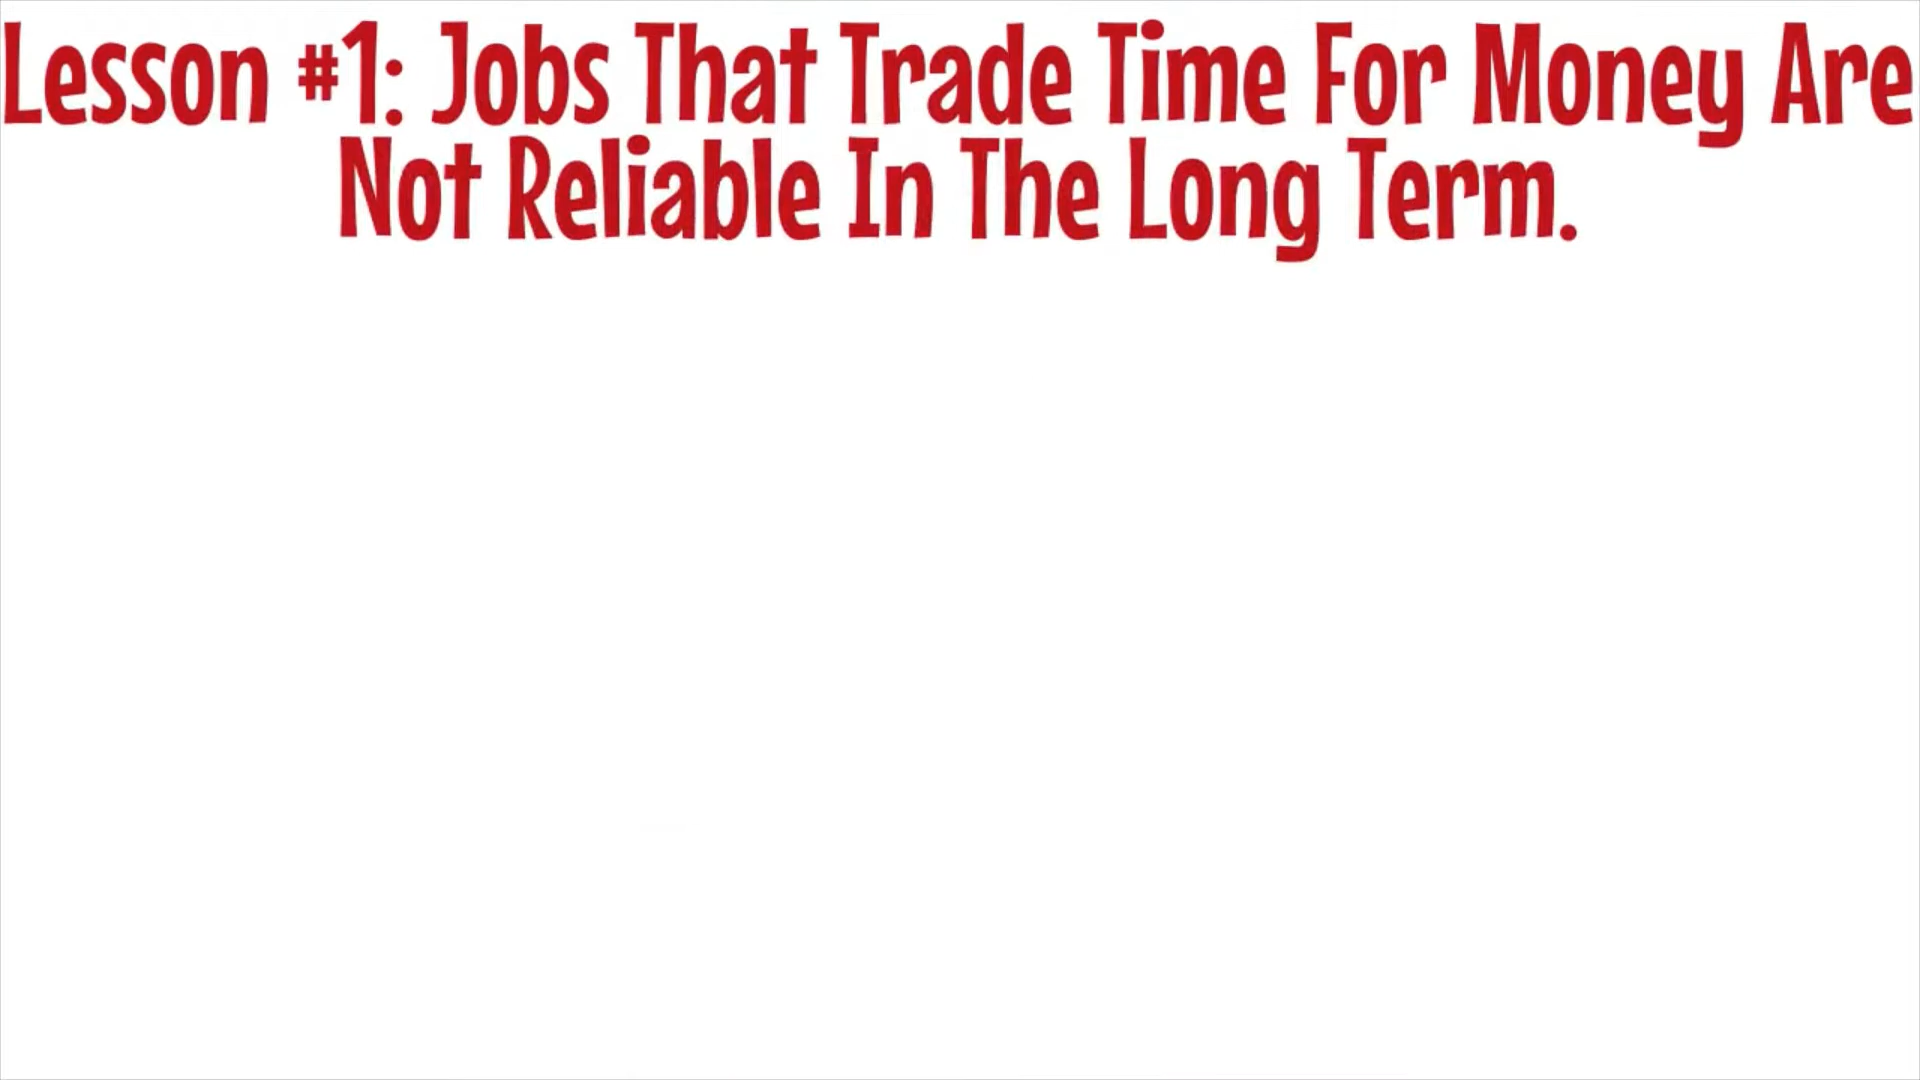 Lesson #1: Jobs That Trade Time For Money Are
Not Reliable In The Long Term.